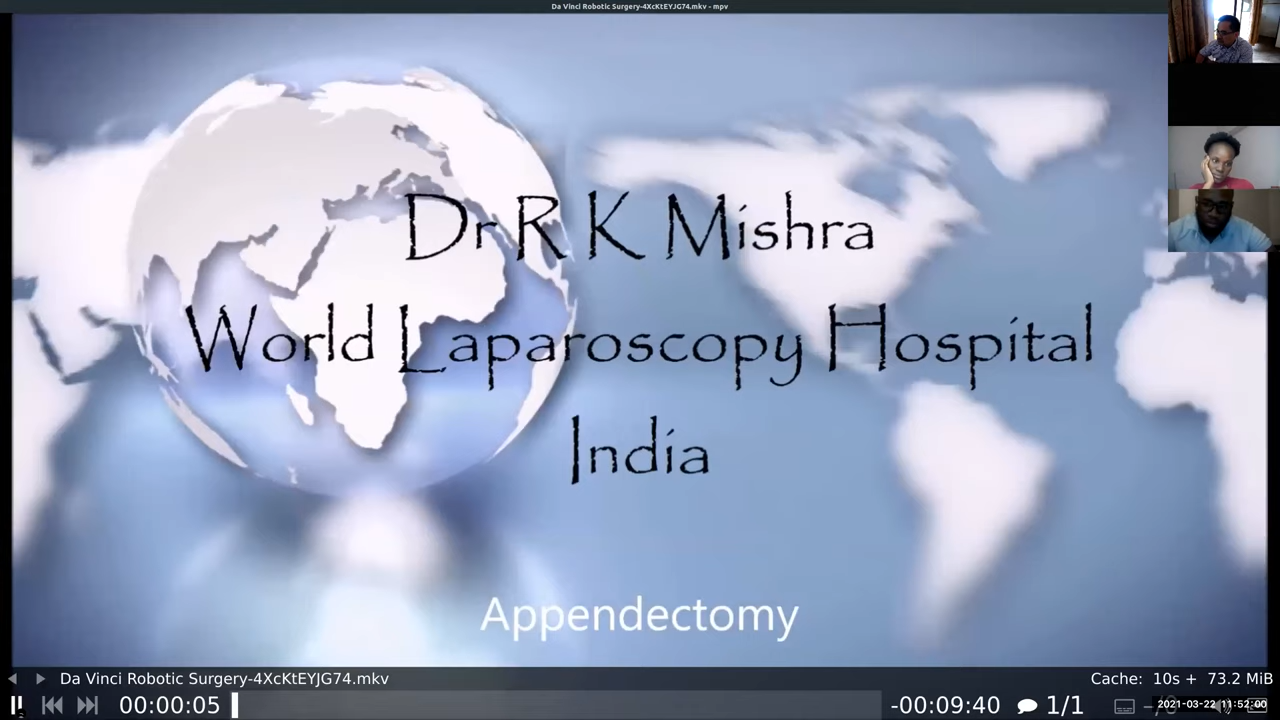 Da Vinci Robotic Surgery-4XcKtEYJG74.mkv - mpv
Dr R K Mishra
World Laparoscopy Hospital
India
Appendectomy
Da Vinci Robotic Surgery-4XcKtEYJG74.mkv
Cache: 10s + 73.2 MiB
00:00:05
-00:09:40
1/1
2021-03-22 11:52:00